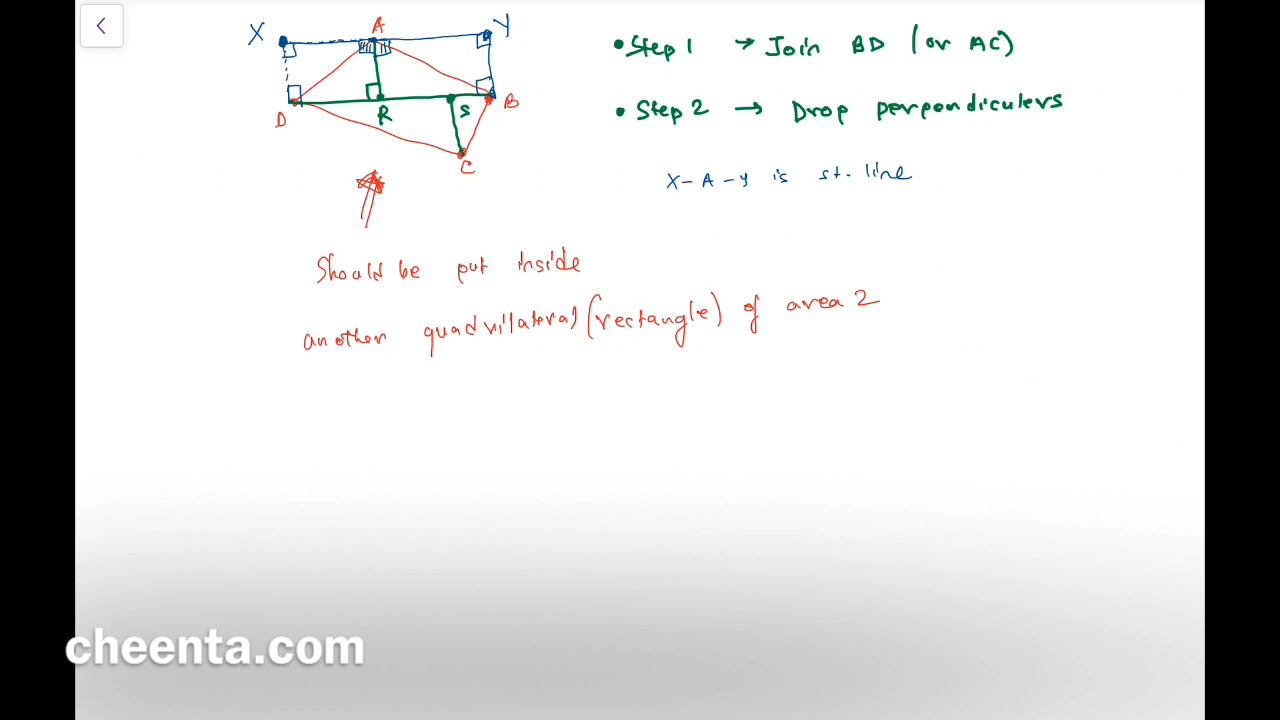 X
A
Y
D
R
S
B
C
• Step 1 → Join BD (or AC)
• Step 2 → Drop perpendiculers
X - A - Y is st. line
Should be put inside
another quadrilateral (rectangle) of area 2
cheenta.com